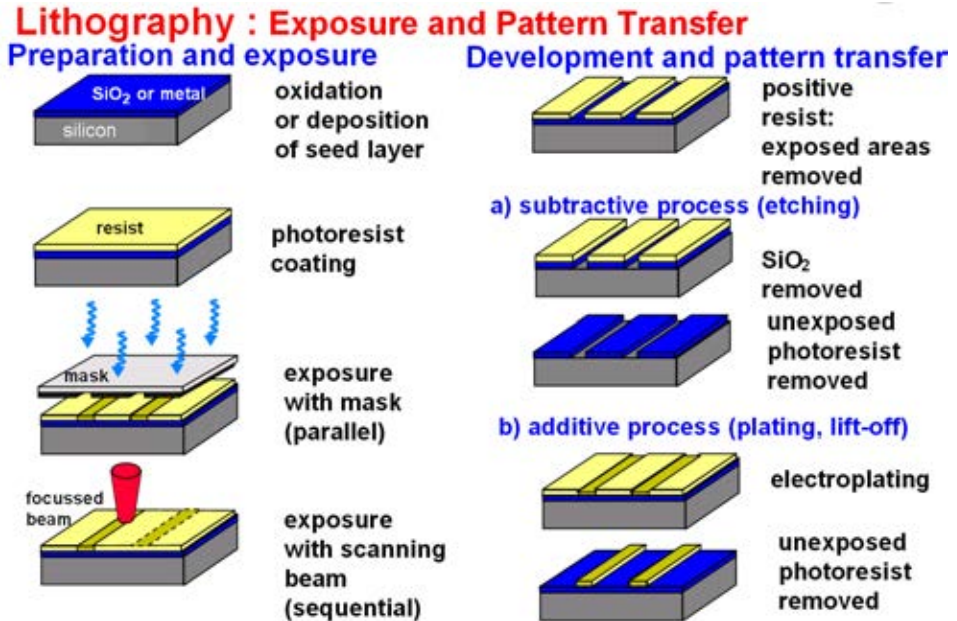 Lithography : Exposure and Pattern Transfer
Preparation and exposure
SiO2 or metal
silicon
oxidation
or deposition
of seed layer
resist
photoresist
coating
mask
exposure
with mask
(parallel)
focussed
beam
exposure
with scanning
beam
(sequential)
Development and pattern transfer
positive
resist:
exposed areas
removed
a) subtractive process (etching)
SiO2
removed
unexposed
photoresist
removed
b) additive process (plating, lift-off)
electroplating
unexposed
photoresist
removed